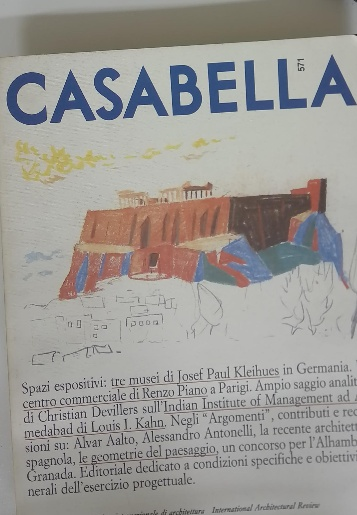 CASABELLA
571
Spazi espositivi: tre musei di Josef Paul Kleihues in Germania.
centro commerciale di Renzo Piano a Parigi. Ampio saggio analit
di Christian Devillers sull'Indian Institute of Management ad A
medabad di Louis I. Kahn. Negli "Argomenti", contributi e rec
sioni su: Alvar Aalto, Alessandro Antonelli, la recente architett
spagnola, le geometrie del paesaggio, un concorso per l'Alhamb
Granada. Editoriale dedicato a condizioni specifiche e obiettiv
nerali dell'esercizio progettuale.
di architettura International Architectural Review